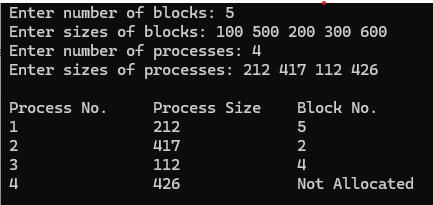 Enter number of blocks: 5
Enter sizes of blocks: 100 500 200 300 600
Enter number of processes: 4
Enter sizes of processes: 212 417 112 426
Process No. Process Size Block No.
1 212 5
2 417 2
3 112 4
4 426 Not Allocated